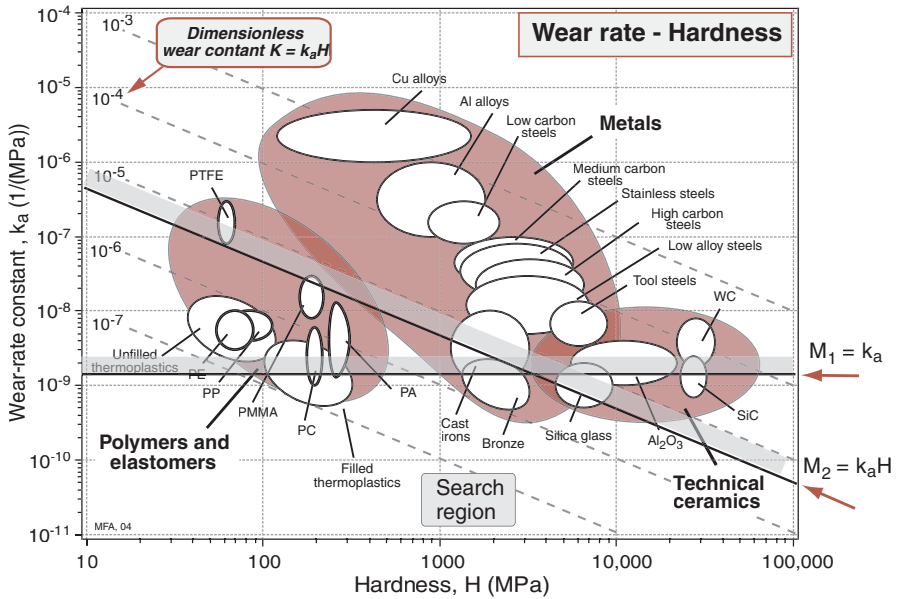 Wear rate - Hardness
Dimensionless
wear contant K = kₐH
Wear-rate constant, kₐ (1/(MPa))
10⁻⁴
10⁻⁵
10⁻⁶
10⁻⁷
10⁻⁸
10⁻⁹
10⁻¹⁰
10⁻¹¹
10⁻³
10⁻⁴
10⁻⁵
10⁻⁶
10⁻⁷
Cu alloys
Al alloys
Low carbon
steels
Metals
Medium carbon
steels
Stainless steels
High carbon
steels
Low alloy steels
Tool steels
PTFE
WC
Unfilled
thermoplastics
PE
PP
PMMA
PC
PA
Filled
thermoplastics
Polymers and
elastomers
Cast
irons
Bronze
Silica glass
Al₂O₃
SiC
Technical
ceramics
Search
region
M₁ = kₐ
M₂ = kₐH
MFA, 04
10
100
1000
10,000
100,000
Hardness, H (MPa)